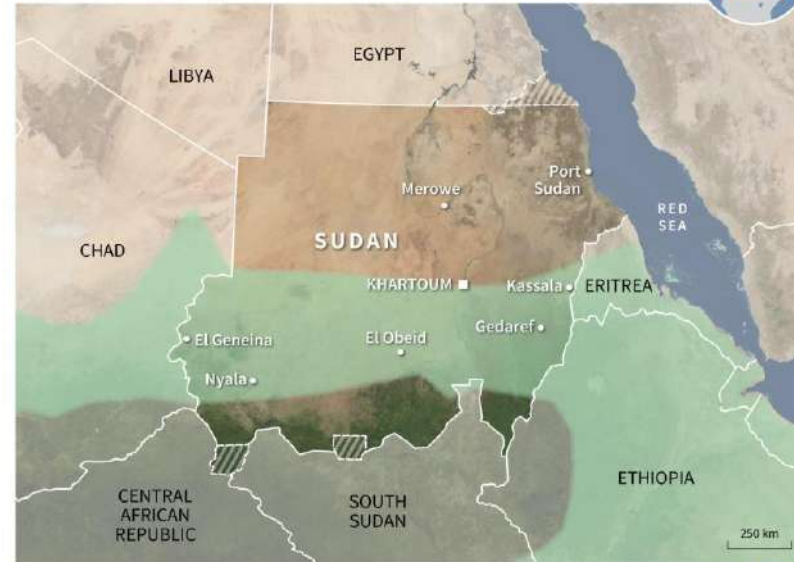 EGYPT
LIBYA
Port
Sudan
Merowe
RED
SEA
SUDAN
CHAD
KHARTOUM
Kassala
ERITREA
Gedaref
El Geneina
El Obeid
Nyala
ETHIOPIA
CENTRAL
AFRICAN
REPUBLIC
SOUTH
SUDAN
250 km